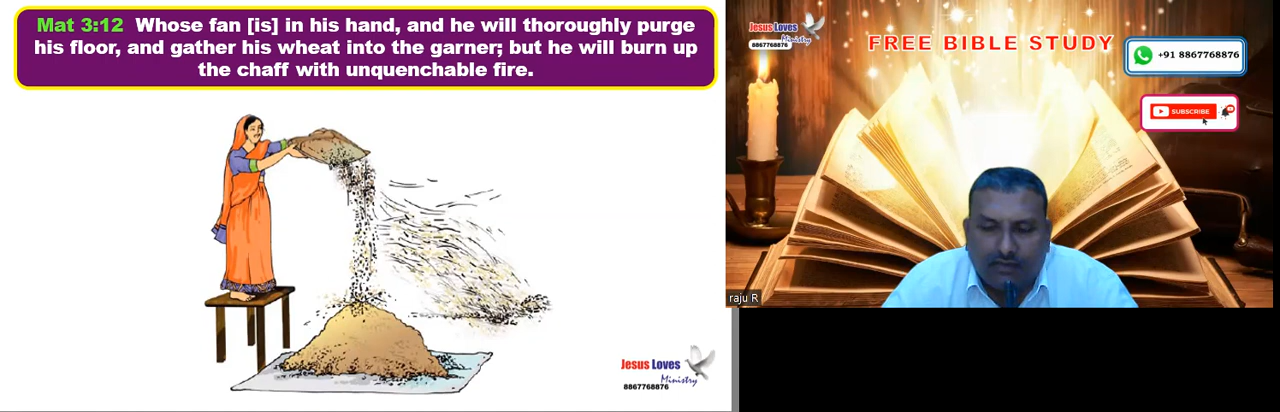 Mat 3:12 Whose fan [is] in his hand, and he will thoroughly purge
his floor, and gather his wheat into the garner; but he will burn up
the chaff with unquenchable fire.
Jesus Loves
Ministry
8867768876
Jesus Loves
Ministry
8867768876
FREE BIBLE STUDY
+91 8867768876
SUBSCRIBE
raju R